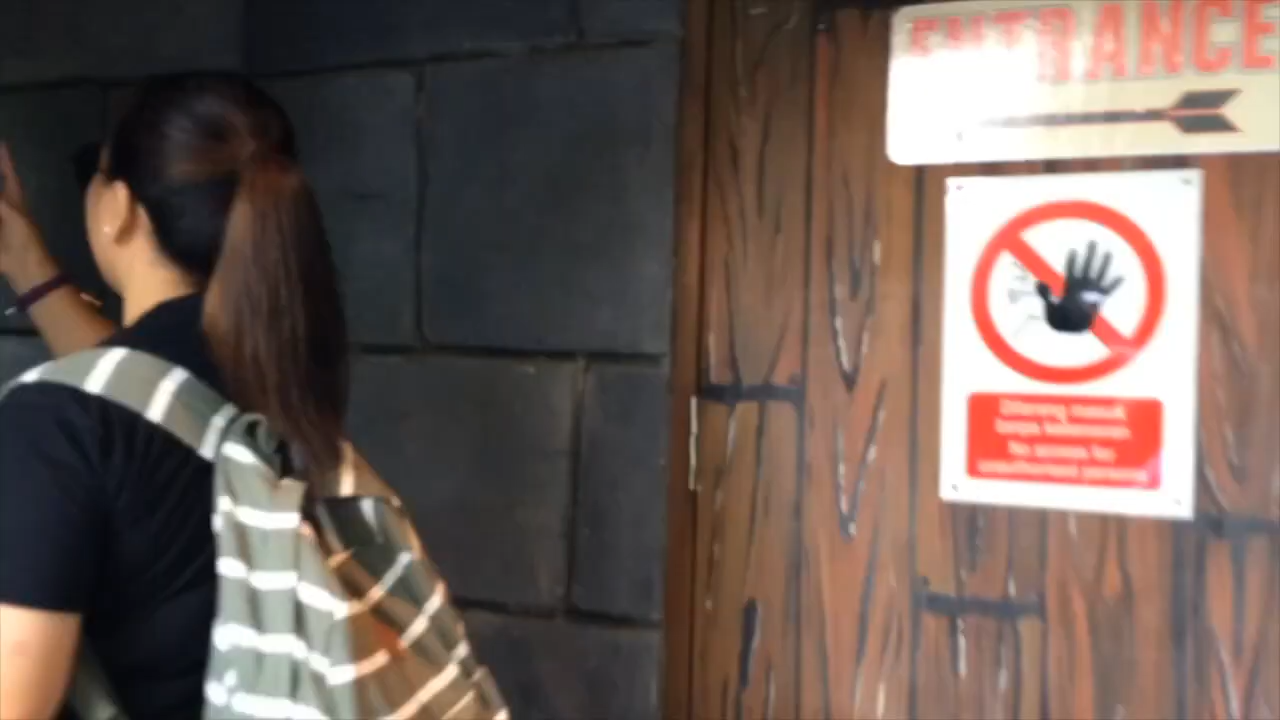 ENTRANCE
Dilarang masuk
tanpa kebenaran
No access for
unauthorised persons